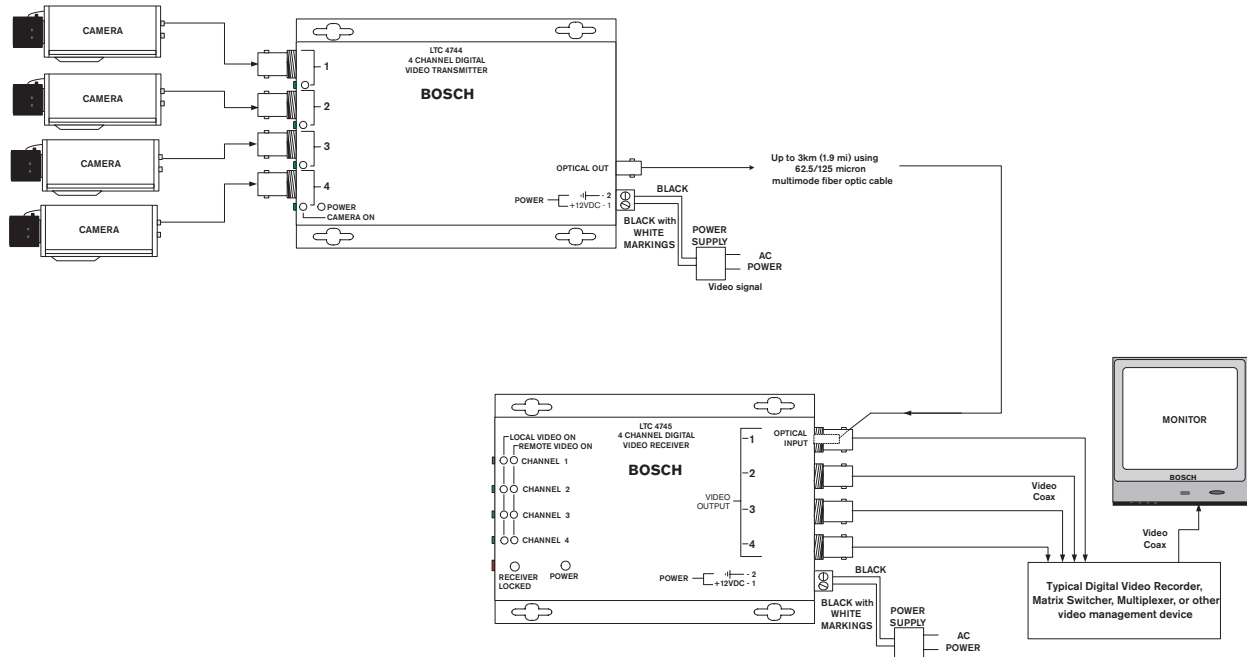 CAMERA
CAMERA
CAMERA
CAMERA
LTC 4744
4 CHANNEL DIGITAL
VIDEO TRANSMITTER
BOSCH
1
2
3
4
POWER
CAMERA ON
OPTICAL OUT
POWER
- 2
+12VDC - 1
BLACK
BLACK with
WHITE
MARKINGS
POWER
SUPPLY
AC
POWER
Video signal
Up to 3km (1.9 mi) using
62.5/125 micron
multimode fiber optic cable
LTC 4745
4 CHANNEL DIGITAL
VIDEO RECEIVER
BOSCH
LOCAL VIDEO ON
REMOTE VIDEO ON
CHANNEL 1
CHANNEL 2
CHANNEL 3
CHANNEL 4
RECEIVER
LOCKED
POWER
VIDEO
OUTPUT
1
2
3
4
OPTICAL
INPUT
POWER
- 2
+12VDC - 1
BLACK
BLACK with
WHITE
MARKINGS
POWER
SUPPLY
AC
POWER
Video
Coax
MONITOR
BOSCH
Video
Coax
Typical Digital Video Recorder,
Matrix Switcher, Multiplexer, or other
video management device